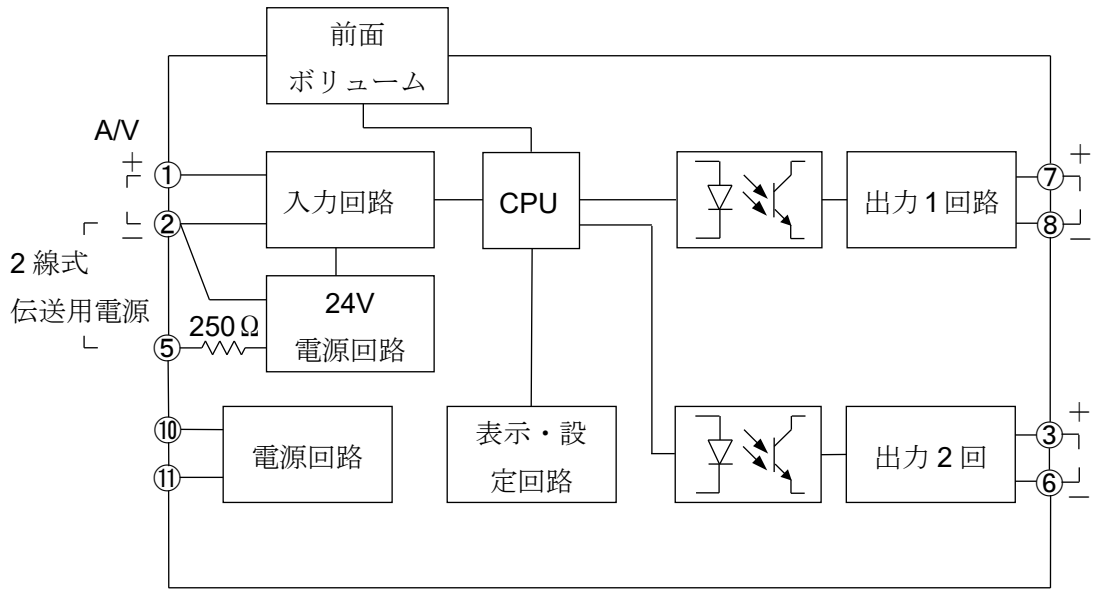 前面
ボリューム
A/V
+
①
−
②
入力回路
CPU
出力1回路
+
⑦
⑧
−
2線式
伝送用電源
250Ω
⑤
24V
電源回路
⑩
⑪
電源回路
表示・設
定回路
出力2回
+
③
⑥
−